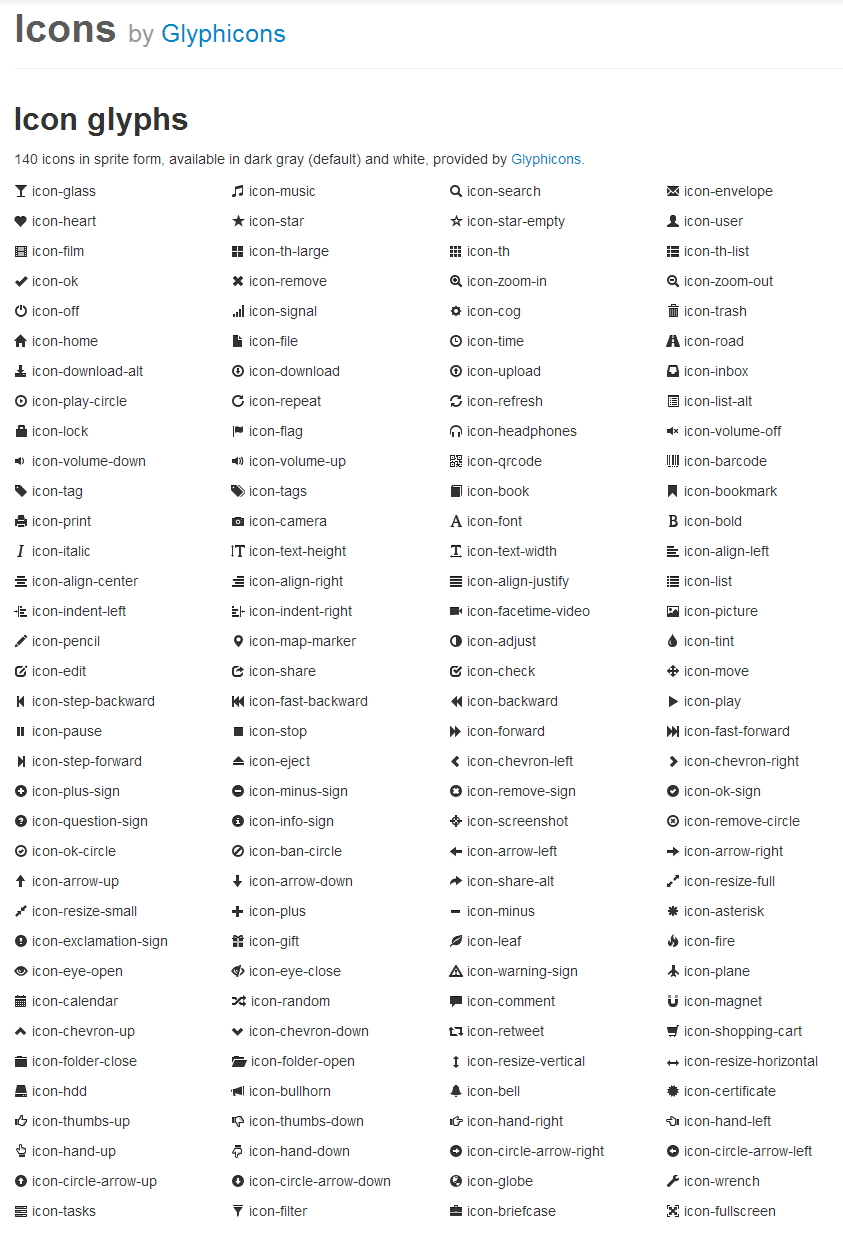 Icons by Glyphicons
Icon glyphs
140 icons in sprite form, available in dark gray (default) and white, provided by Glyphicons.
icon-glass icon-music icon-search icon-envelope
icon-heart icon-star icon-star-empty icon-user
icon-film icon-th-large icon-th icon-th-list
icon-ok icon-remove icon-zoom-in icon-zoom-out
icon-off icon-signal icon-cog icon-trash
icon-home icon-file icon-time icon-road
icon-download-alt icon-download icon-upload icon-inbox
icon-play-circle icon-repeat icon-refresh icon-list-alt
icon-lock icon-flag icon-headphones icon-volume-off
icon-volume-down icon-volume-up icon-qrcode icon-barcode
icon-tag icon-tags icon-book icon-bookmark
icon-print icon-camera icon-font icon-bold
icon-italic icon-text-height icon-text-width icon-align-left
icon-align-center icon-align-right icon-align-justify icon-list
icon-indent-left icon-indent-right icon-facetime-video icon-picture
icon-pencil icon-map-marker icon-adjust icon-tint
icon-edit icon-share icon-check icon-move
icon-step-backward icon-fast-backward icon-backward icon-play
icon-pause icon-stop icon-forward icon-fast-forward
icon-step-forward icon-eject icon-chevron-left icon-chevron-right
icon-plus-sign icon-minus-sign icon-remove-sign icon-ok-sign
icon-question-sign icon-info-sign icon-screenshot icon-remove-circle
icon-ok-circle icon-ban-circle icon-arrow-left icon-arrow-right
icon-arrow-up icon-arrow-down icon-share-alt icon-resize-full
icon-resize-small icon-plus icon-minus icon-asterisk
icon-exclamation-sign icon-gift icon-leaf icon-fire
icon-eye-open icon-eye-close icon-warning-sign icon-plane
icon-calendar icon-random icon-comment icon-magnet
icon-chevron-up icon-chevron-down icon-retweet icon-shopping-cart
icon-folder-close icon-folder-open icon-resize-vertical icon-resize-horizontal
icon-hdd icon-bullhorn icon-bell icon-certificate
icon-thumbs-up icon-thumbs-down icon-hand-right icon-hand-left
icon-hand-up icon-hand-down icon-circle-arrow-right icon-circle-arrow-left
icon-circle-arrow-up icon-circle-arrow-down icon-globe icon-wrench
icon-tasks icon-filter icon-briefcase icon-fullscreen